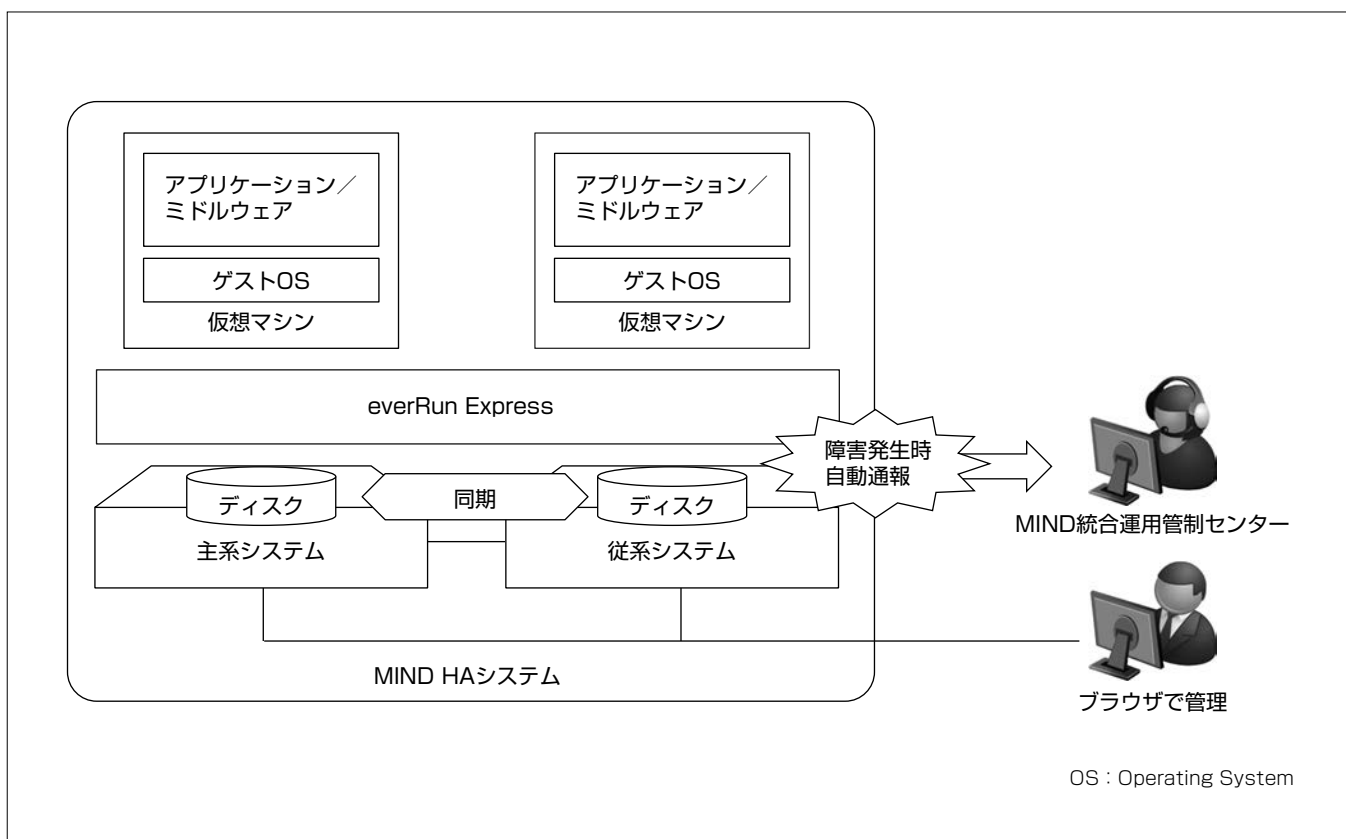 アプリケーション／
ミドルウェア
ゲストOS
仮想マシン
アプリケーション／
ミドルウェア
ゲストOS
仮想マシン
everRun Express
障害発生時
自動通報
ディスク
同期
ディスク
主系システム
従系システム
MIND HAシステム
MIND統合運用管制センター
ブラウザで管理
OS：Operating System